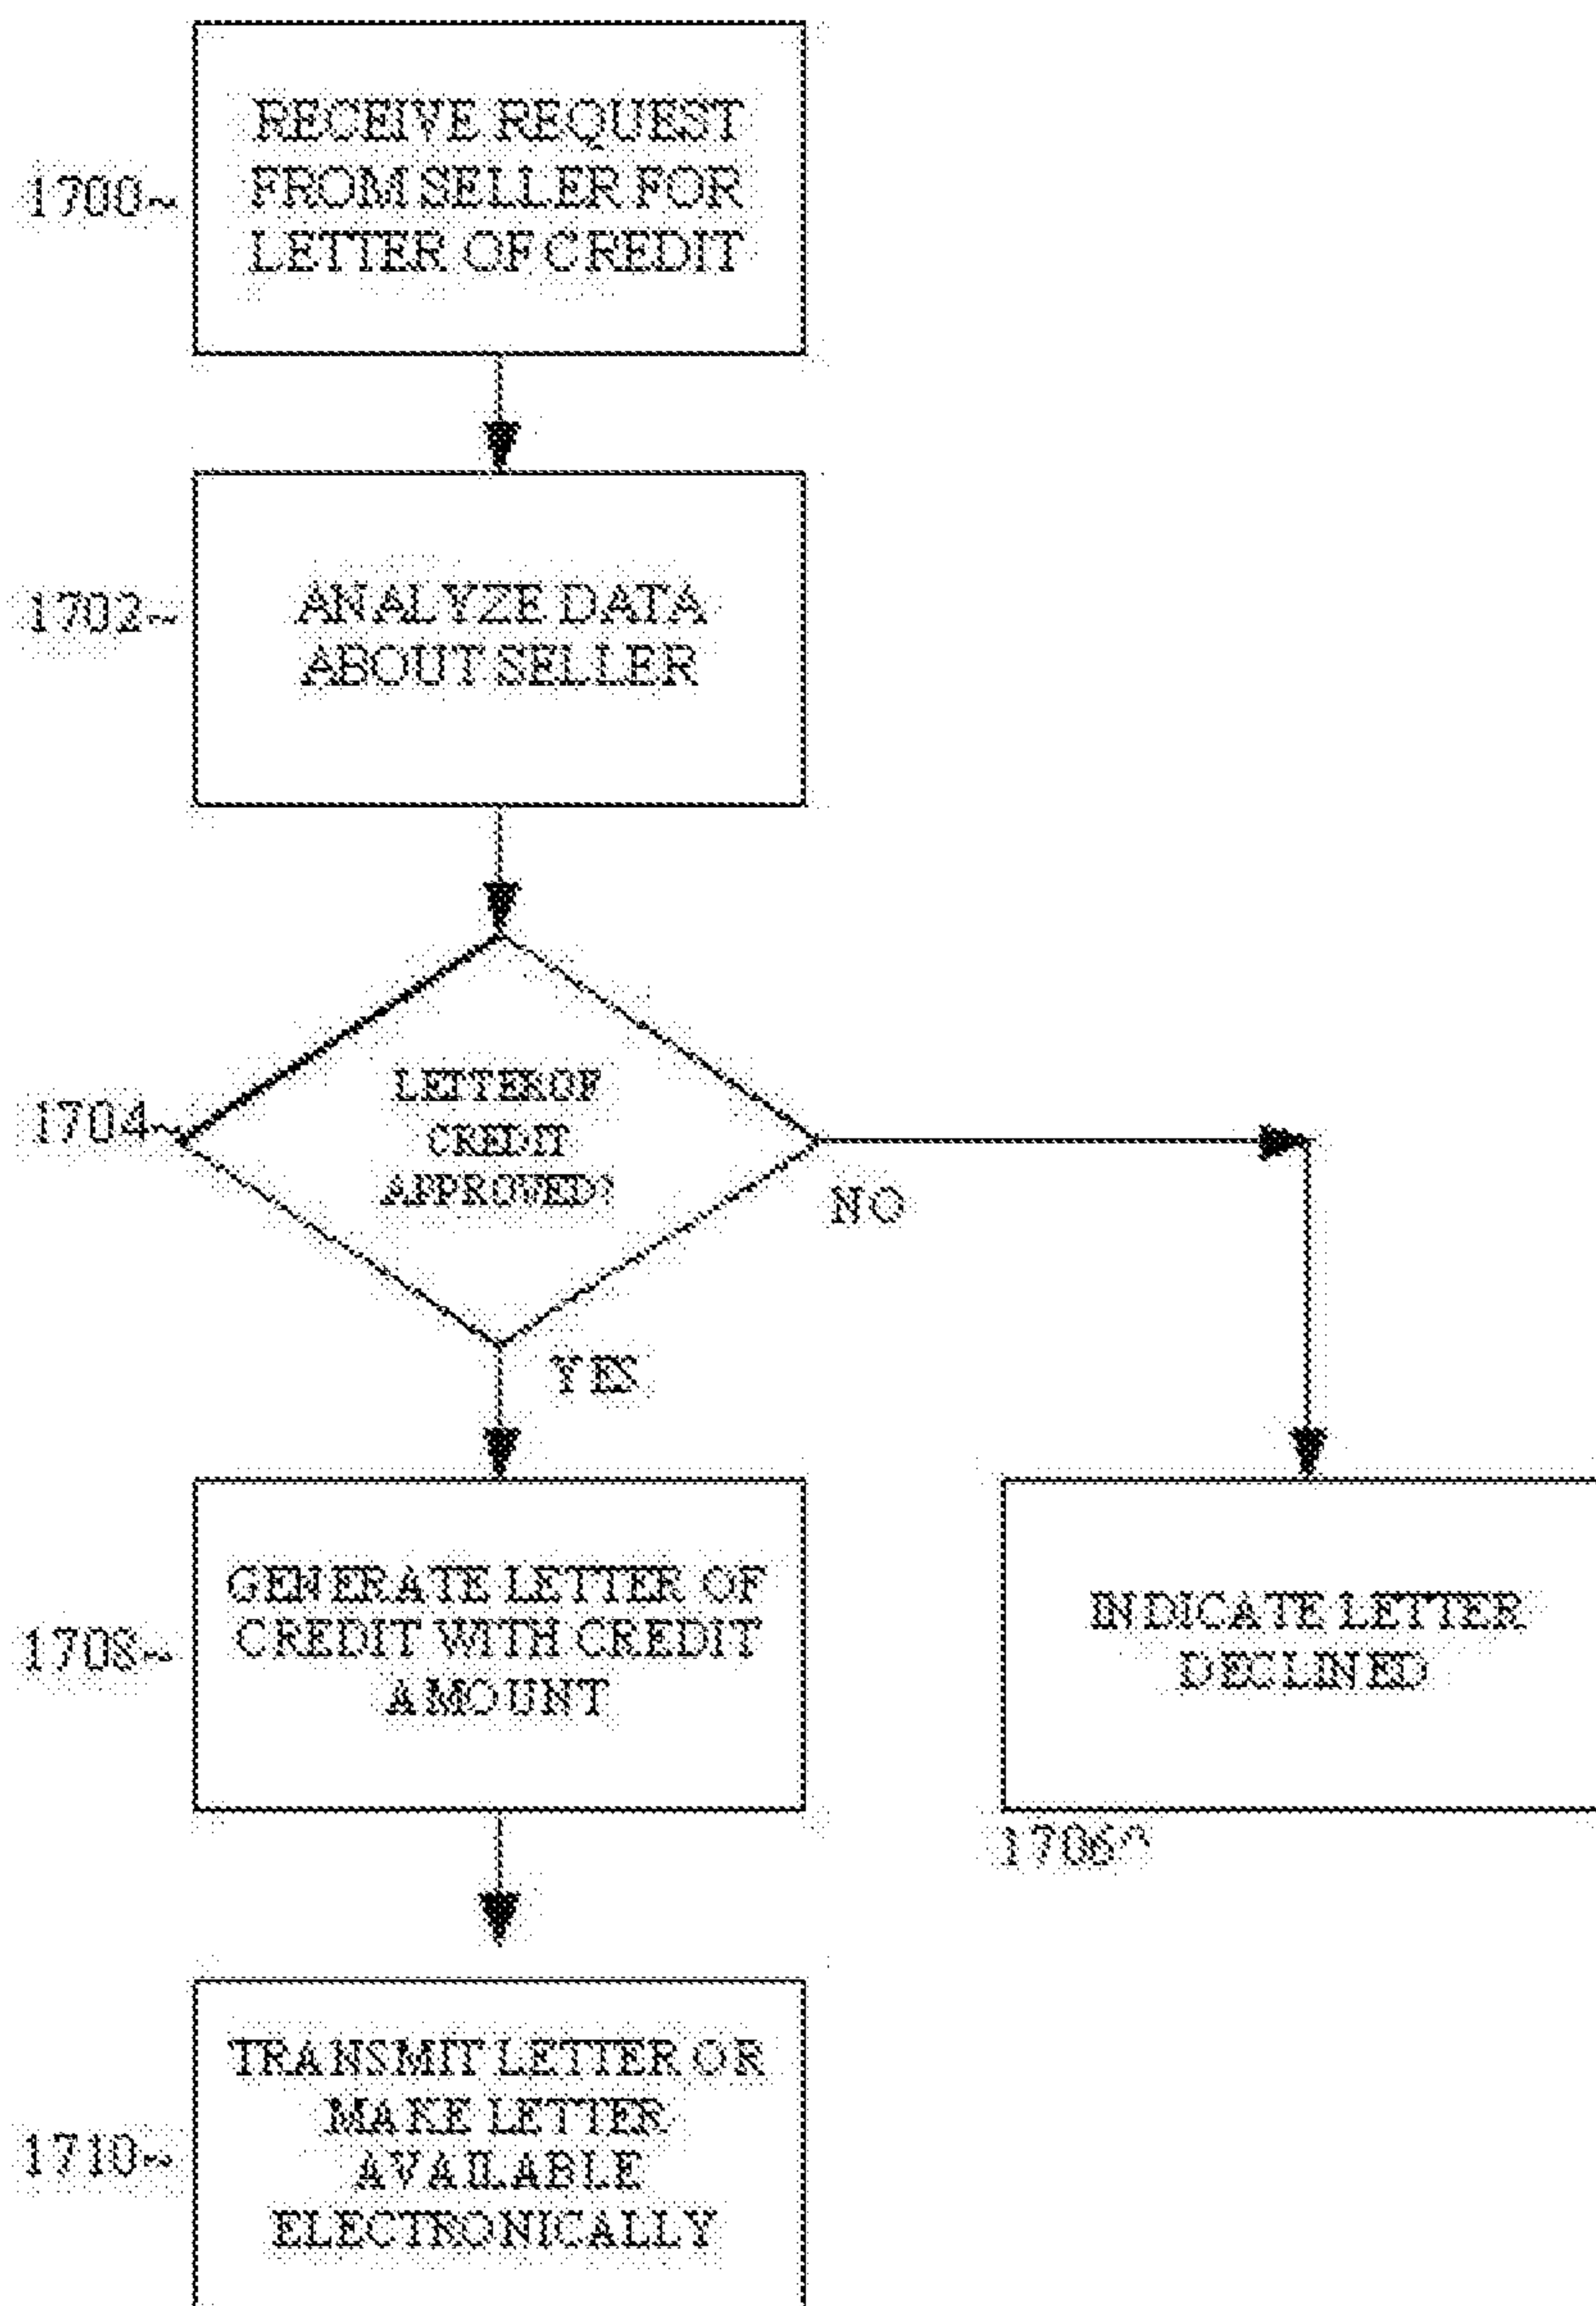 RECEIVE REQUEST
FROM SELLER FOR
LETTER OF CREDIT
1700~
ANALYZE DATA
ABOUT SELLER
1702~
LETTER OF
CREDIT
APPROVED?
1704~
NO
YES
GENERATE LETTER OF
CREDIT WITH CREDIT
AMOUNT
1708~
INDICATE LETTER
DECLINED
1706^
TRANSMIT LETTER OR
MAKE LETTER
AVAILABLE
ELECTRONICALLY
1710~